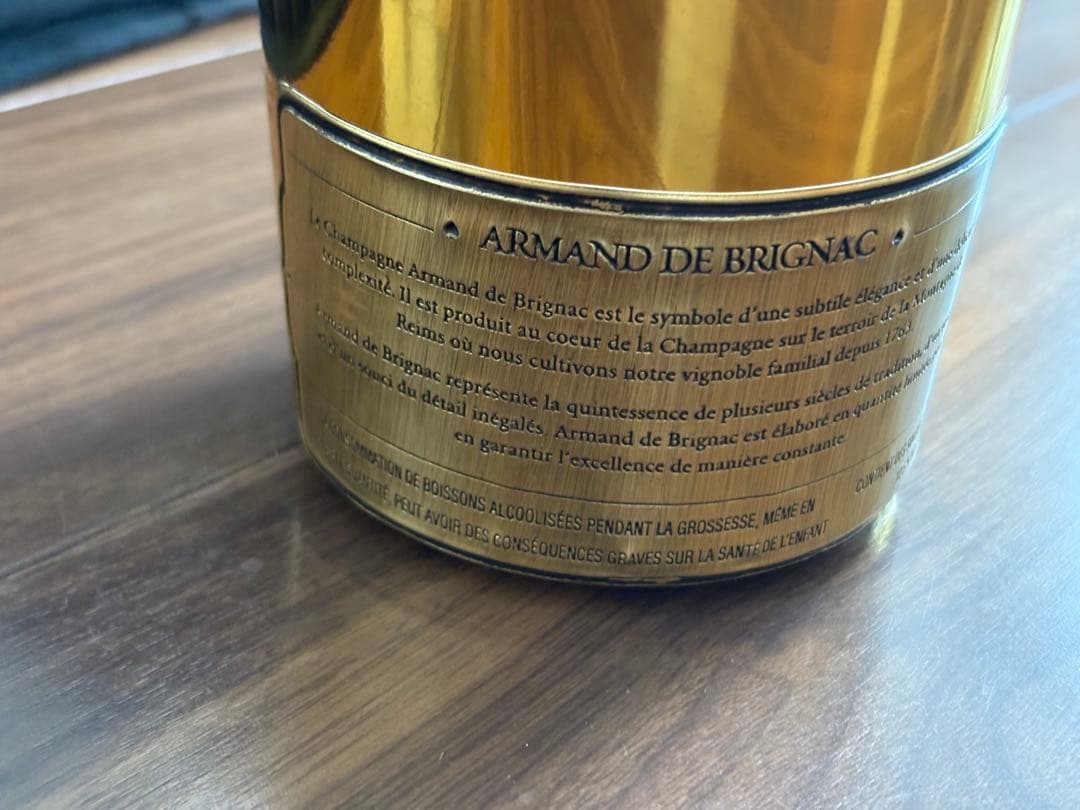 ARMAND DE BRIGNAC
Le Champagne Armand de Brignac est le symbole d'une subtile élégance et d'une
complexité. Il est produit au coeur de la Champagne sur le terroir de la Montagne
Reims où nous cultivons notre vignoble familial depuis 1763.
Armand de Brignac représente la quintessence de plusieurs siècles de tradition,
souci du détail inégalés. Armand de Brignac est élaboré en quantité limitée
en garantir l'excellence de manière constante
CONSOMMATION DE BOISSONS ALCOOLISÉES PENDANT LA GROSSESSE, MÊME EN
QUANTITÉ, PEUT AVOIR DES CONSÉQUENCES GRAVES SUR LA SANTÉ DE L'ENFANT
CONTIENT DES